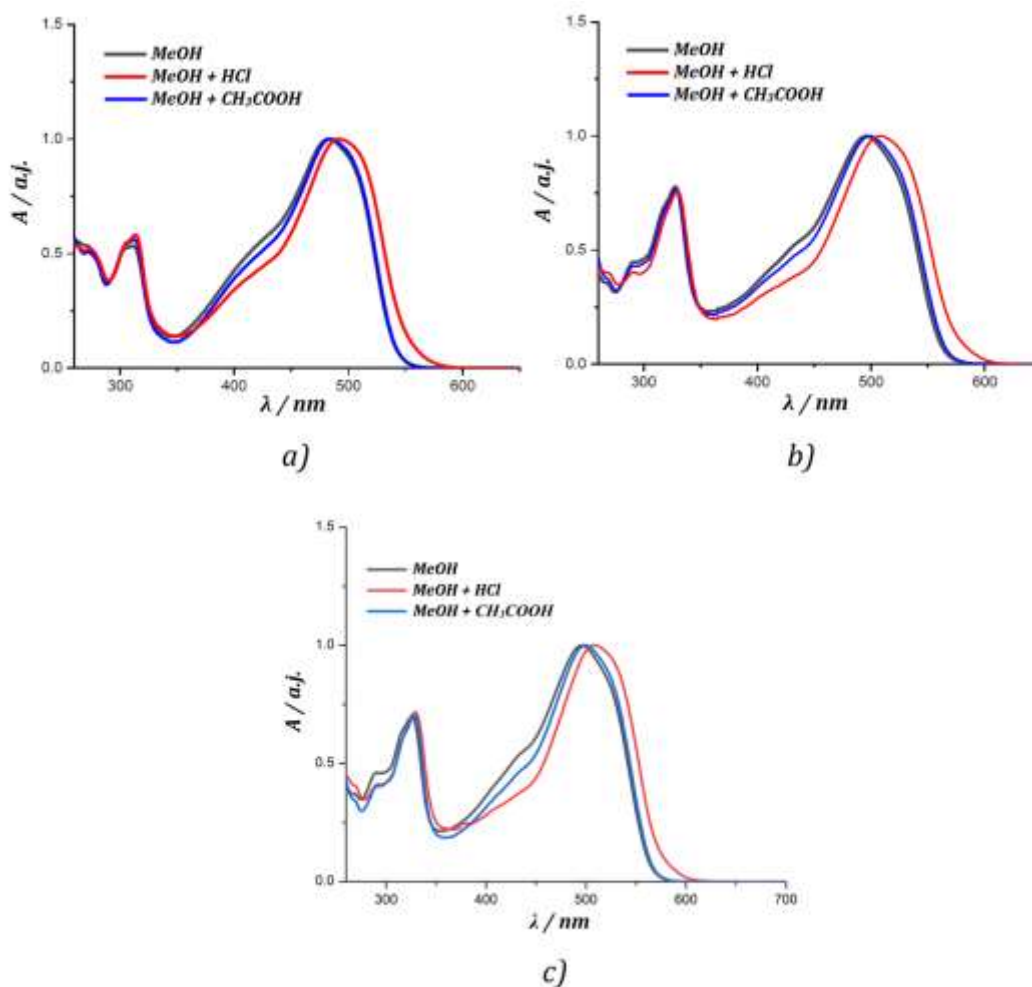 1.5
1.0
0.5
0.0
A / a.j.
MeOH
MeOH + HCl
MeOH + CH₃COOH
300
400
500
600
λ / nm
a)
1.5
1.0
0.5
0.0
A / a.j.
MeOH
MeOH + HCl
MeOH + CH₃COOH
300
400
500
600
λ / nm
b)
1.5
1.0
0.5
0.0
A / a.j.
MeOH
MeOH + HCl
MeOH + CH₃COOH
300
400
500
600
700
λ / nm
c)